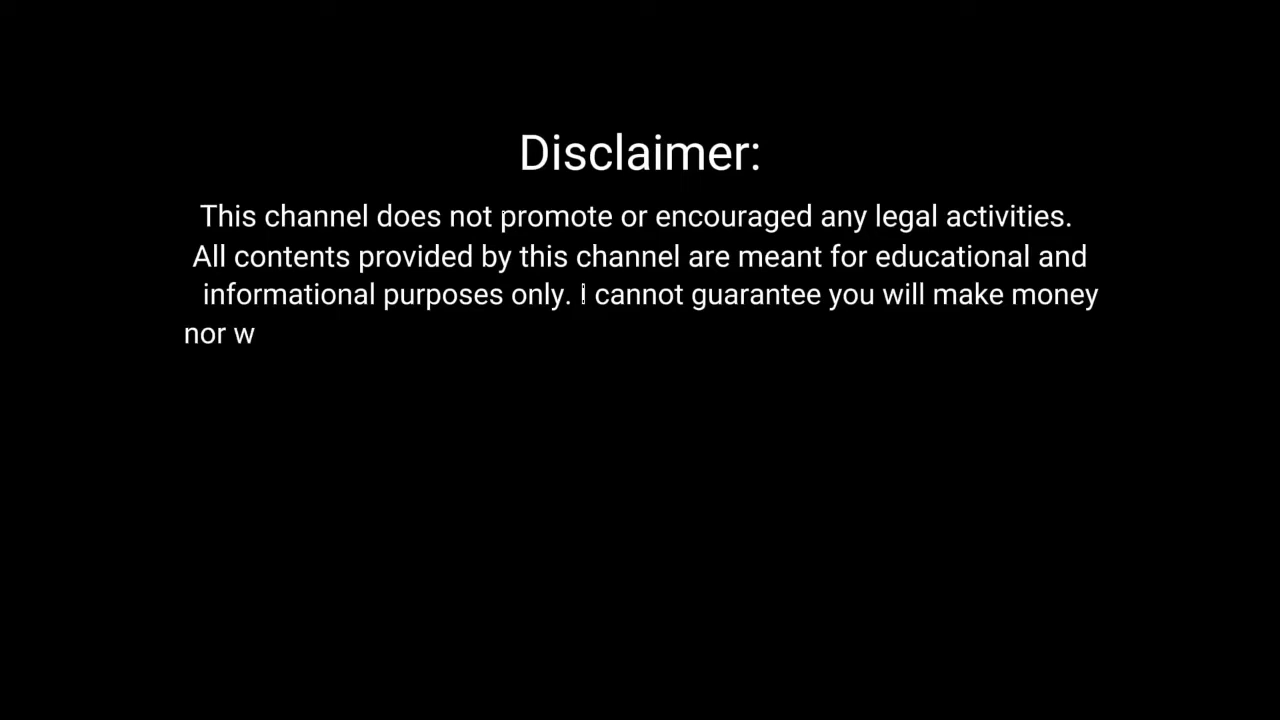 Disclaimer:
This channel does not promote or encouraged any legal activities.
All contents provided by this channel are meant for educational and
informational purposes only. I cannot guarantee you will make money
nor w